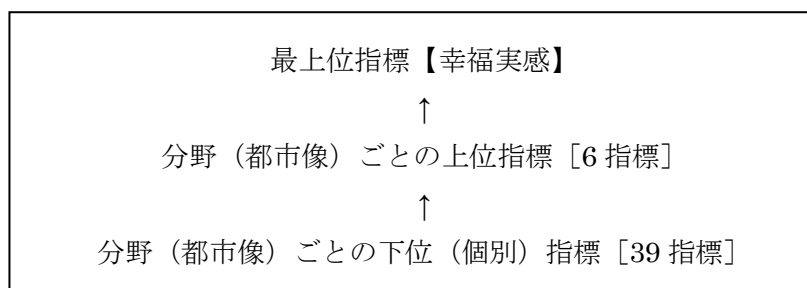 最上位指標【幸福実感】
↑
分野（都市像）ごとの上位指標［6 指標］
↑
分野（都市像）ごとの下位（個別）指標［39 指標］